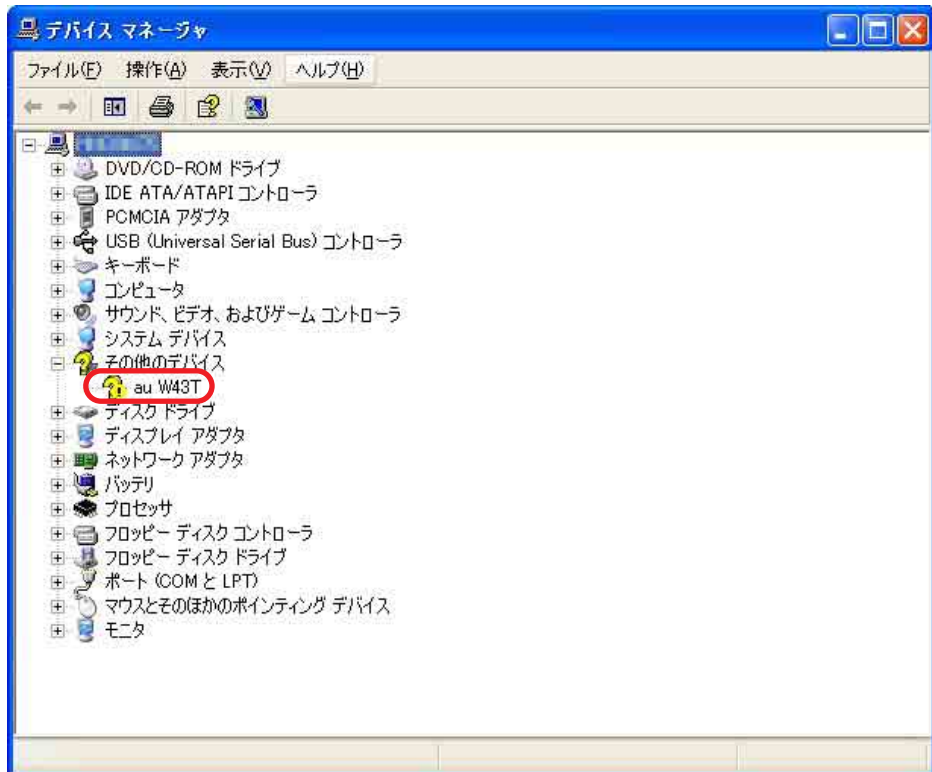 デバイス マネージャ
ファイル(F) 操作(A) 表示(V) ヘルプ(H)
DVD/CD-ROM ドライブ
IDE ATA/ATAPI コントローラ
PCMCIA アダプタ
USB (Universal Serial Bus) コントローラ
キーボード
コンピュータ
サウンド、ビデオ、およびゲーム コントローラ
システム デバイス
その他のデバイス
au W43T
ディスク ドライブ
ディスプレイ アダプタ
ネットワーク アダプタ
バッテリ
プロセッサ
フロッピー ディスク コントローラ
フロッピー ディスク ドライブ
ポート (COM と LPT)
マウスとそのほかのポインティング デバイス
モニタ